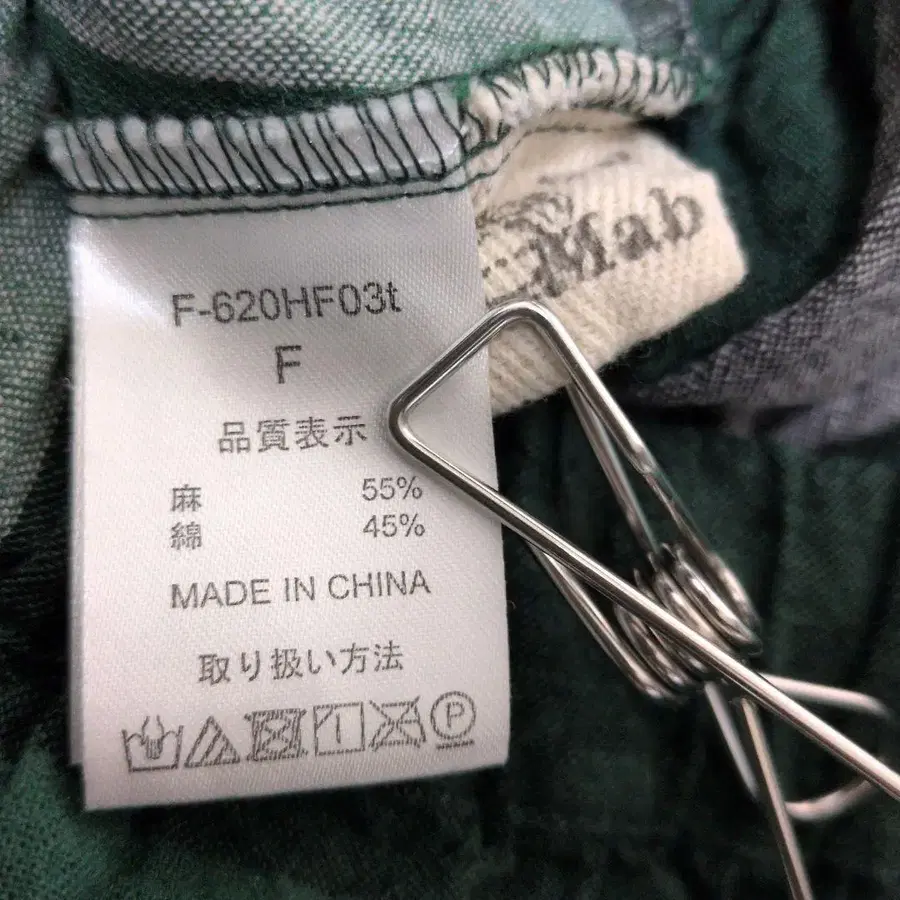 Mab
F-620HF03t
F
品質表示
麻 55%
綿 45%
MADE IN CHINA
取り扱い方法
P